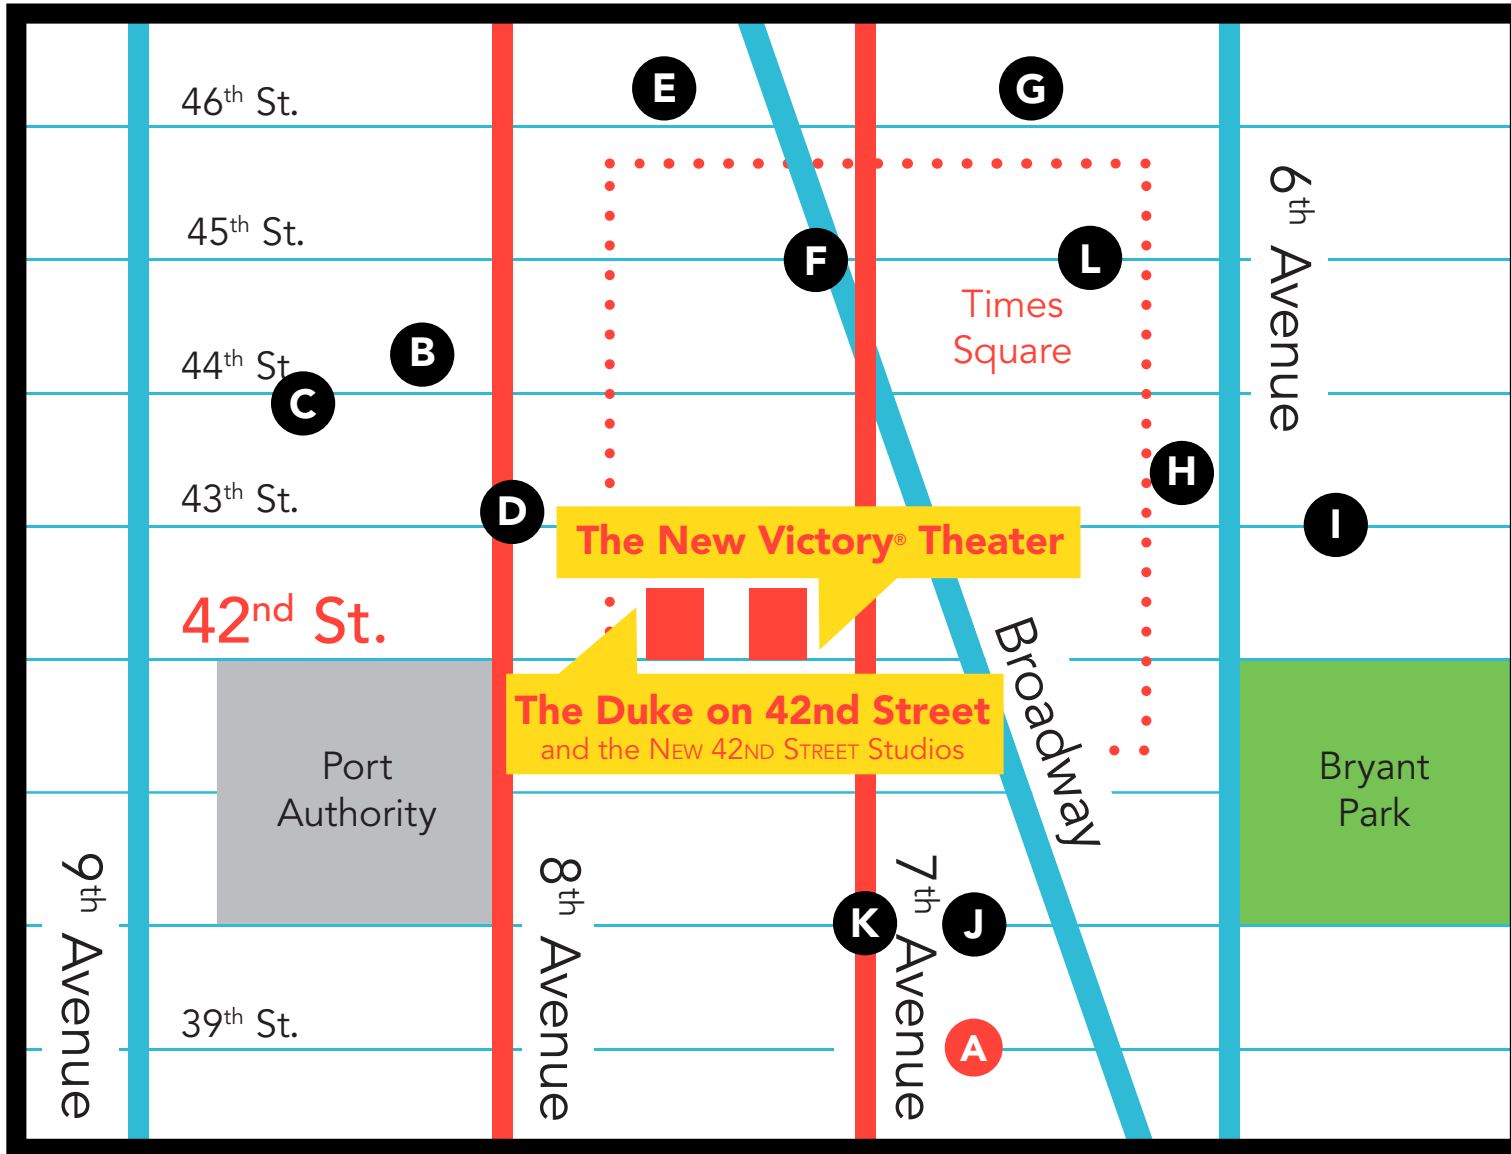 E
G
46th St.
6th Avenue
45th St.
F
L
Times
Square
B
44th St.
C
H
43th St.
D
I
The New Victory® Theater
42nd St.
Broadway
The Duke on 42nd Street
and the NEW 42ND STREET Studios
Port
Authority
Bryant
Park
9th Avenue
8th Avenue
7th Avenue
K
J
39th St.
A